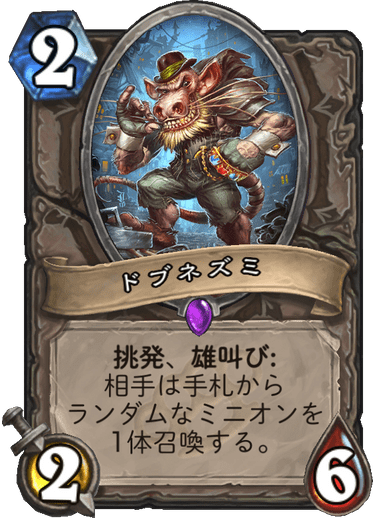 2
ドブネズミ
挑発、雄叫び:
相手は手札から
ランダムなミニオンを
1体召喚する。
2
6